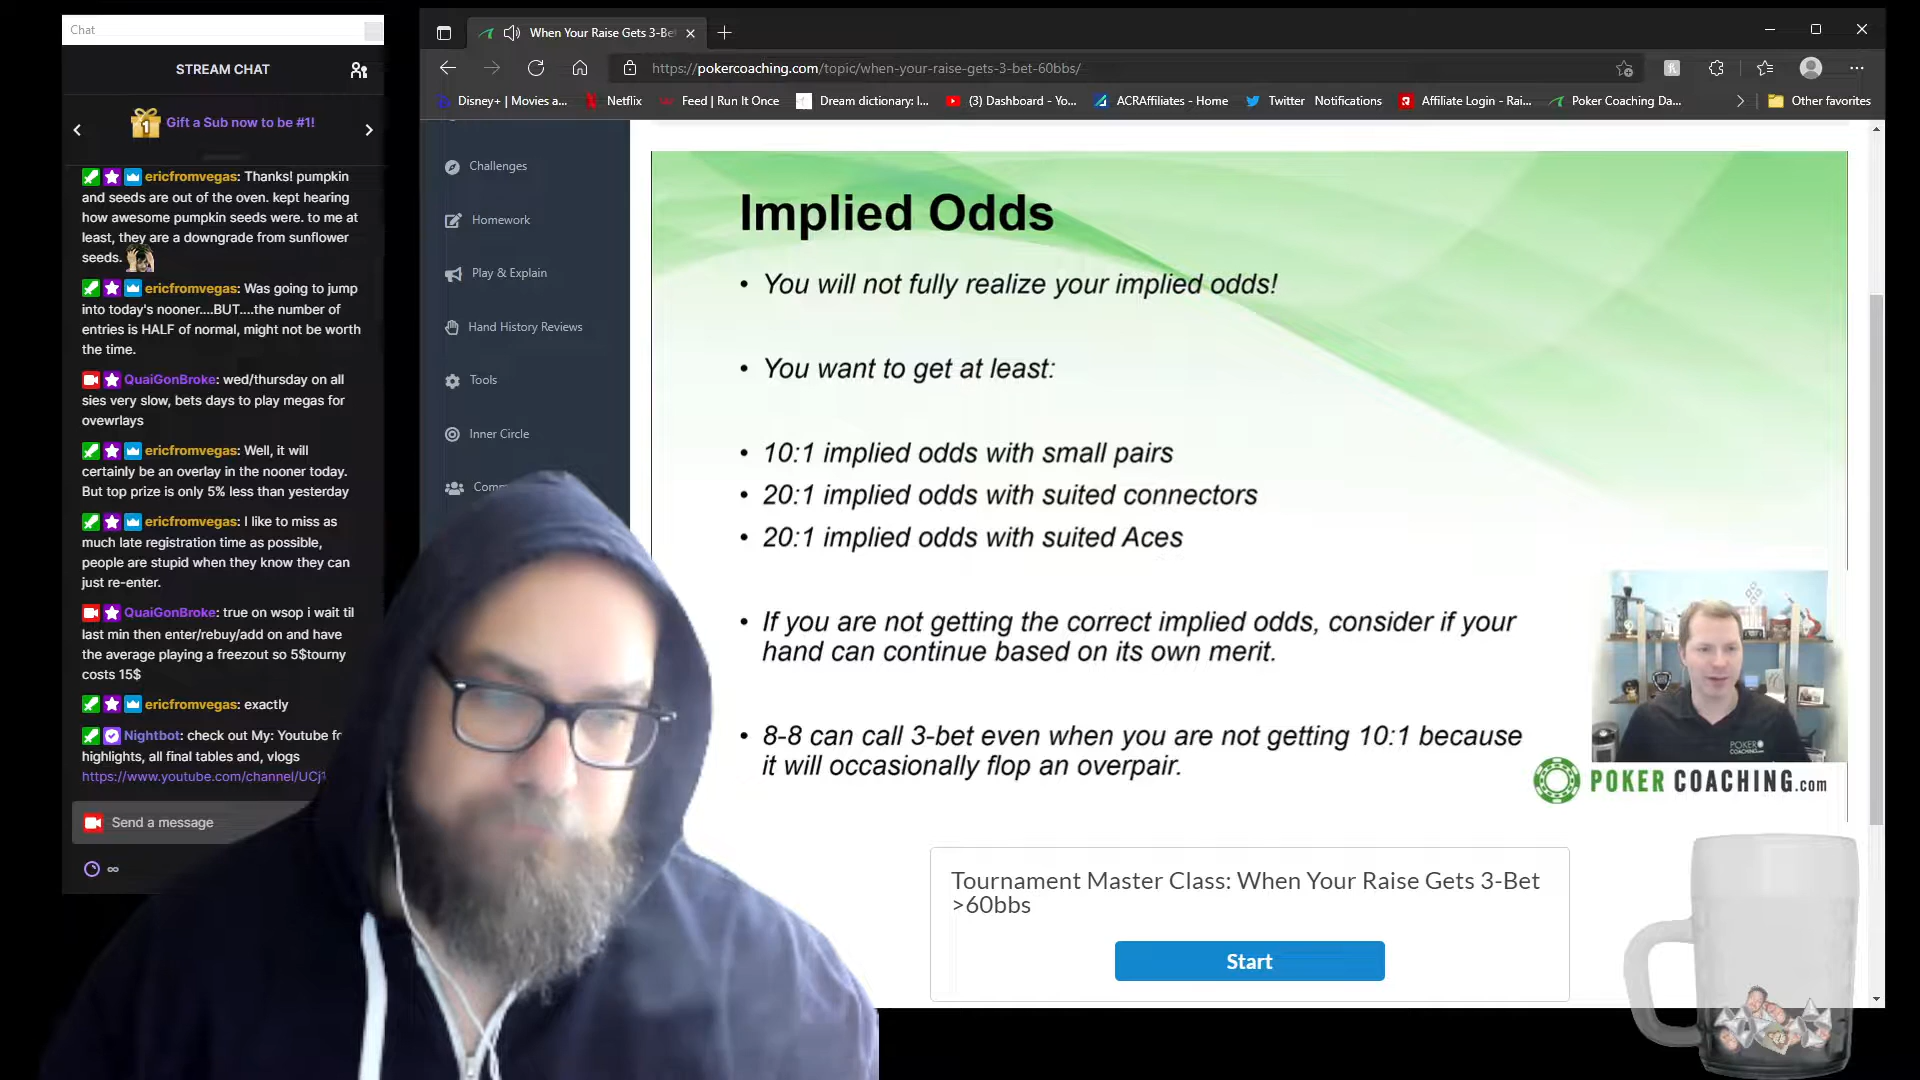 Chat
STREAM CHAT
1
Gift a Sub now to be #1!
ericfromvegas: Thanks! pumpkin
and seeds are out of the oven. kept hearing
how awesome pumpkin seeds were. to me at
least, they are a downgrade from sunflower
seeds.
ericfromvegas: Was going to jump
into today's nooner....BUT....the number of
entries is HALF of normal, might not be worth
the time.
QuaiGonBroke: wed/thursday on all
sies very slow, bets days to play megas for
ovewrlays
ericfromvegas: Well, it will
certainly be an overlay in the nooner today.
But top prize is only 5% less than yesterday
ericfromvegas: I like to miss as
much late registration time as possible,
people are stupid when they know they can
just re-enter.
QuaiGonBroke: true on wsop i wait til
last min then enter/rebuy/add on and have
the average playing a freezout so 5$tourny
costs 15$
ericfromvegas: exactly
Nightbot: check out My: Youtube
highlights, all final tables and, vlogs
https://www.youtube.com/channel/UCj
Send a message
∞
When Your Raise Gets 3-Be
https://pokercoaching.com/topic/when-your-raise-gets-3-bet-60bbs/
Disney+ | Movies a... Netflix Feed | Run It Once Dream dictionary: I... (3) Dashboard - Yo... ACRAffiliates - Home Twitter Notifications Affiliate Login - Rai... Poker Coaching Da... Other favorites
Challenges
Homework
Play & Explain
Hand History Reviews
Tools
Inner Circle
Implied Odds
• You will not fully realize your implied odds!
• You want to get at least:
• 10:1 implied odds with small pairs
• 20:1 implied odds with suited connectors
• 20:1 implied odds with suited Aces
• If you are not getting the correct implied odds, consider if your
hand can continue based on its own merit.
• 8-8 can call 3-bet even when you are not getting 10:1 because
it will occasionally flop an overpair.
POKER COACHING.com
Tournament Master Class: When Your Raise Gets 3-Bet
>60bbs
Start